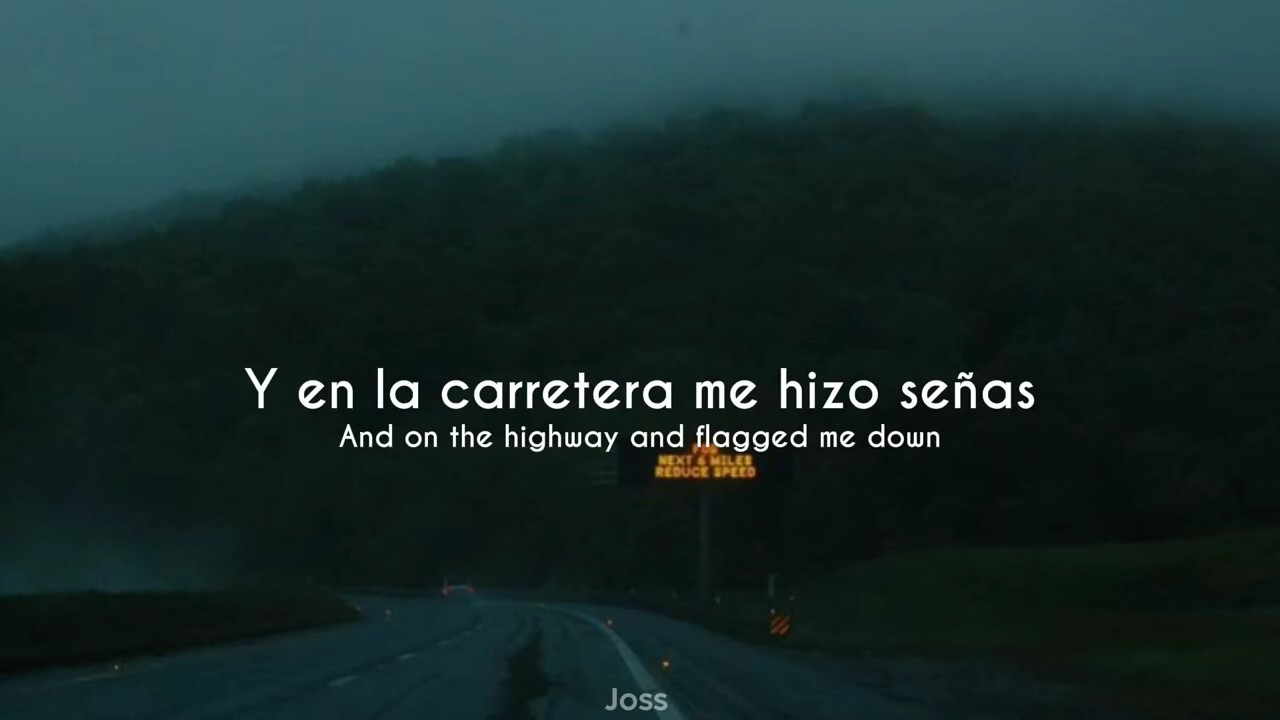 Y en la carretera me hizo señas
And on the highway and flagged me down
FOG
NEXT 6 MILES
REDUCE SPEED
Joss